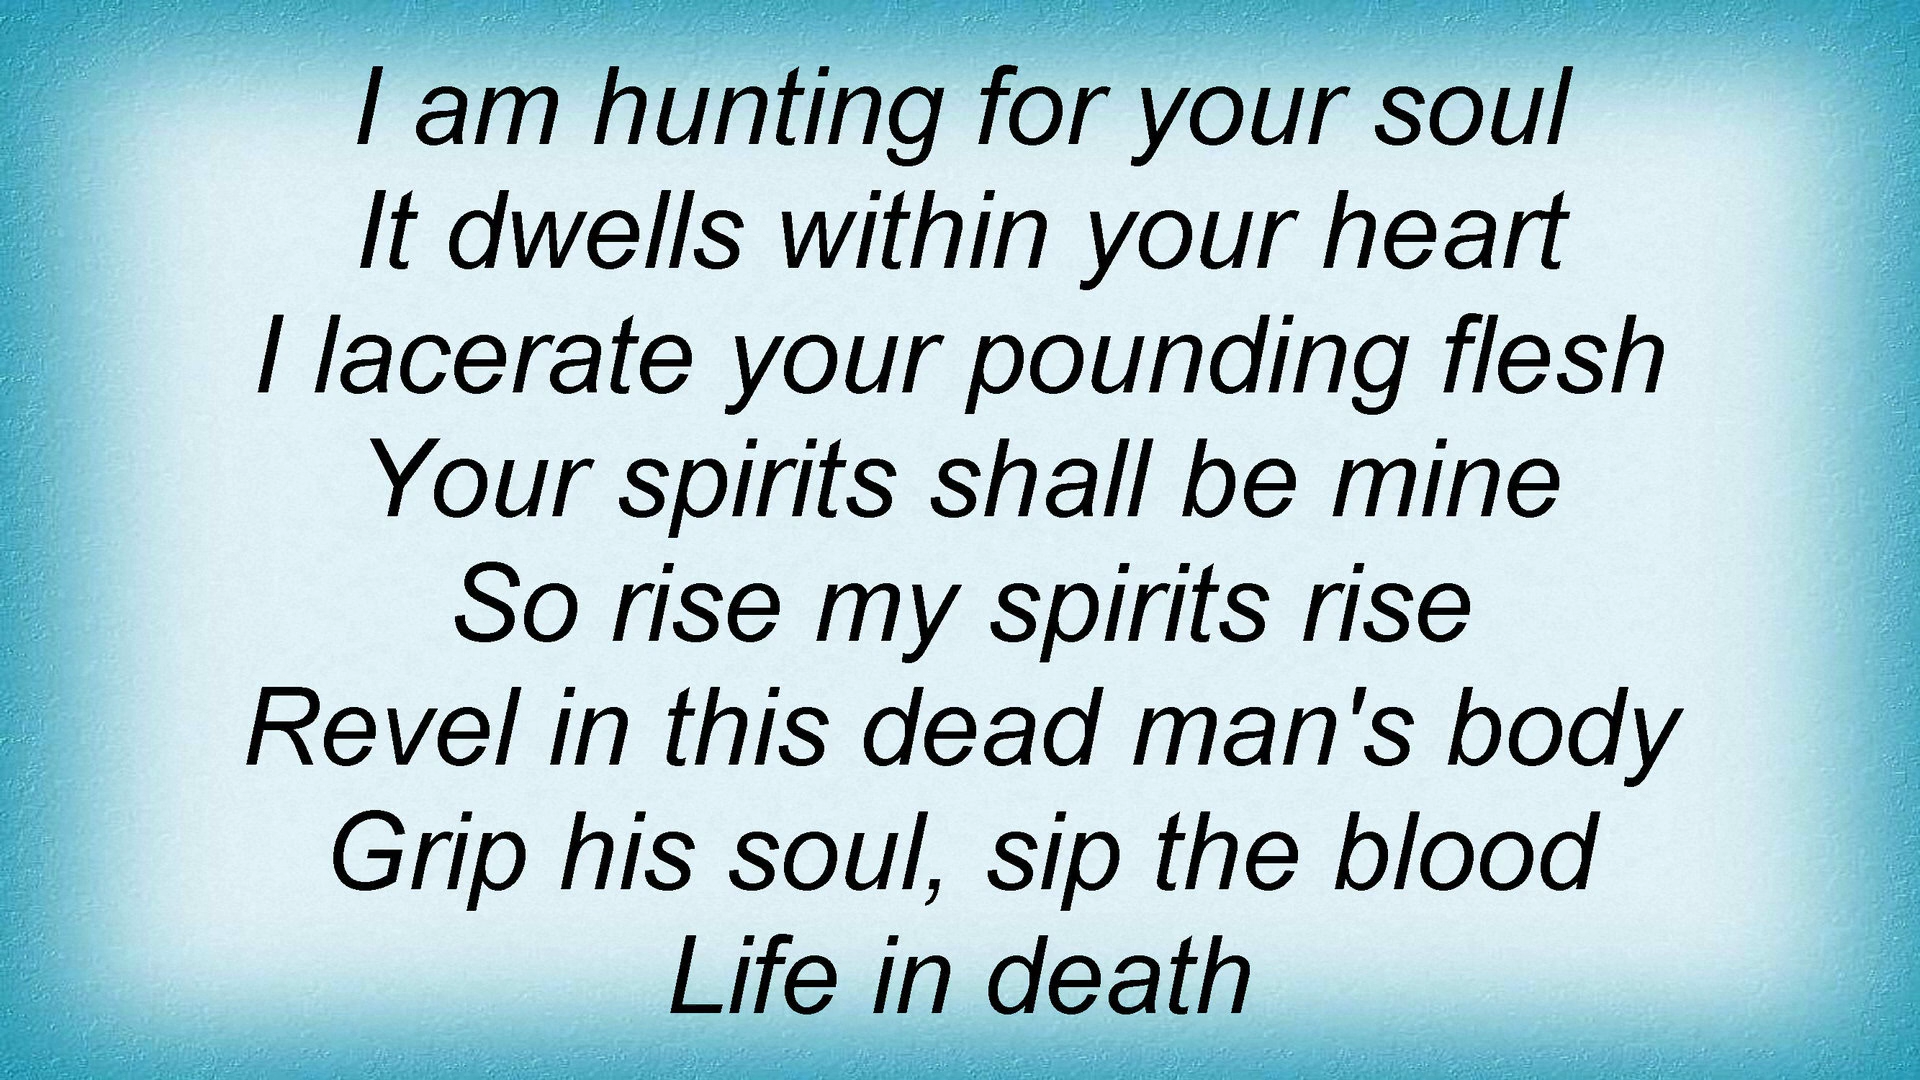 I am hunting for your soul
It dwells within your heart
I lacerate your pounding flesh
Your spirits shall be mine
So rise my spirits rise
Revel in this dead man's body
Grip his soul, sip the blood
Life in death